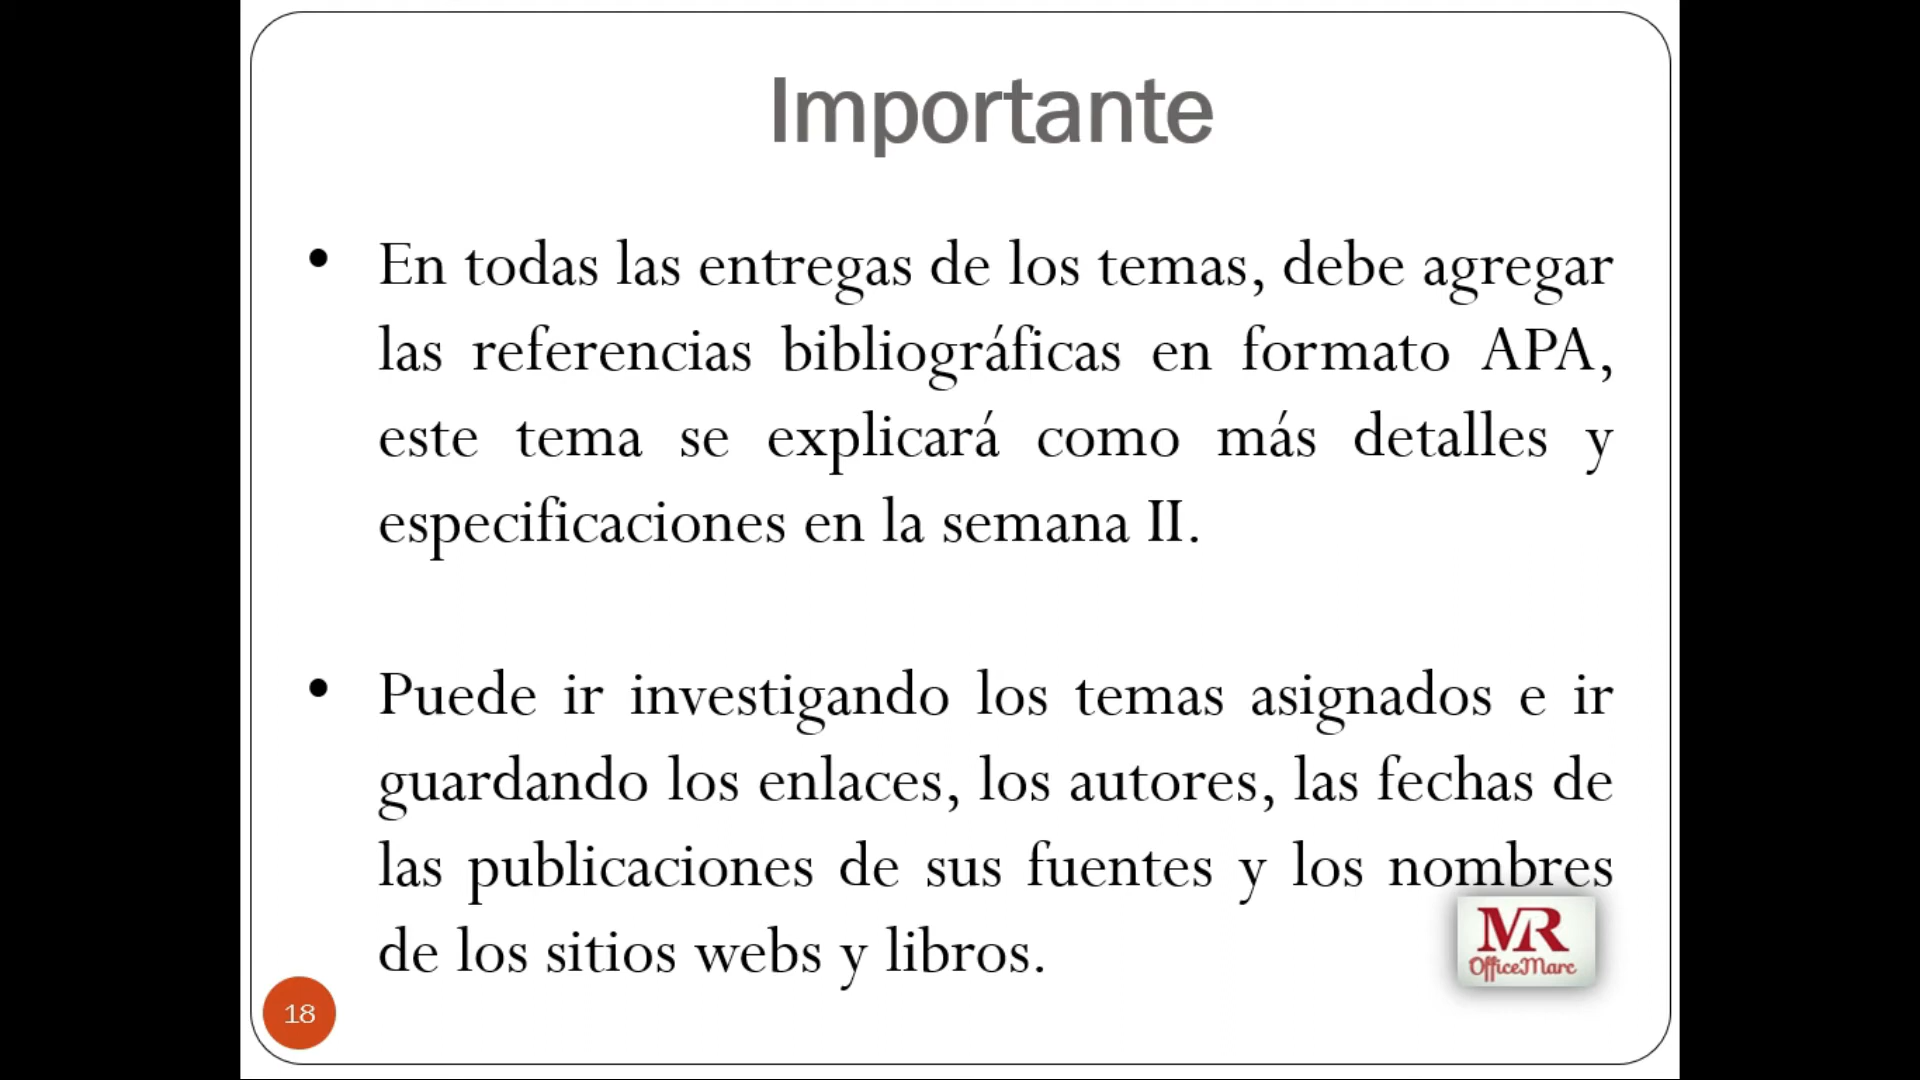 Importante
• En todas las entregas de los temas, debe agregar
las referencias bibliográficas en formato APA,
este tema se explicará como más detalles y
especificaciones en la semana II.
• Puede ir investigando los temas asignados e ir
guardando los enlaces, los autores, las fechas de
las publicaciones de sus fuentes y los nombres
de los sitios webs y libros.
MR
OfficeMarc
18